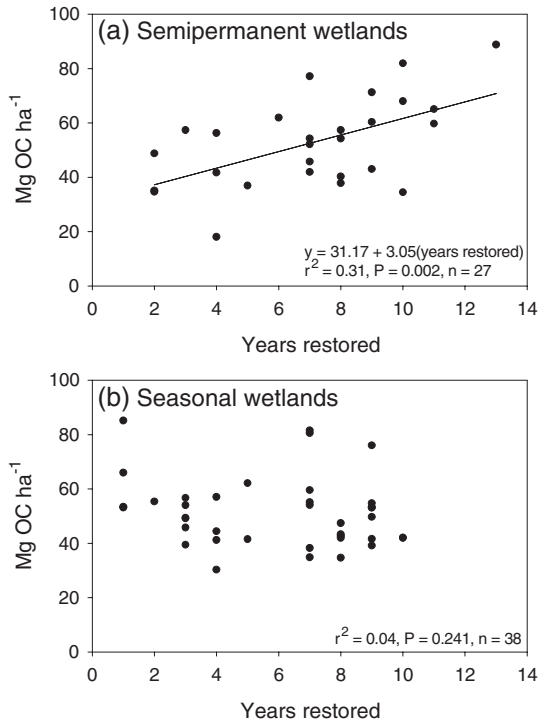 (a) Semipermanent wetlands
100
80
60
40
20
0
Mg OC ha⁻¹
y = 31.17 + 3.05(years restored)
r² = 0.31, P = 0.002, n = 27
0 2 4 6 8 10 12 14
Years restored
(b) Seasonal wetlands
100
80
60
40
20
0
Mg OC ha⁻¹
r² = 0.04, P = 0.241, n = 38
0 2 4 6 8 10 12 14
Years restored